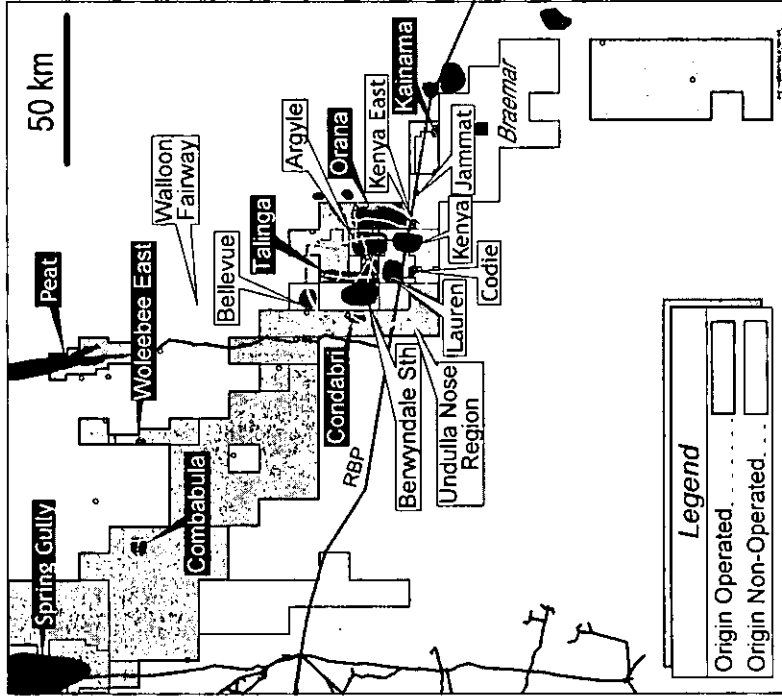 50 km
Walloon
Fairway
Peat
Woleebee East
Spring Gully
Combabula
Bellevue
Talinga
Argyle
Orana
Kenya East
Kainama
Braemar
Jammat
Kenya
Codie
Lauren
Condabri
Berwyndale Sth
Undulla Nose
Region
RBP
Legend
Origin Operated
Origin Non-Operated